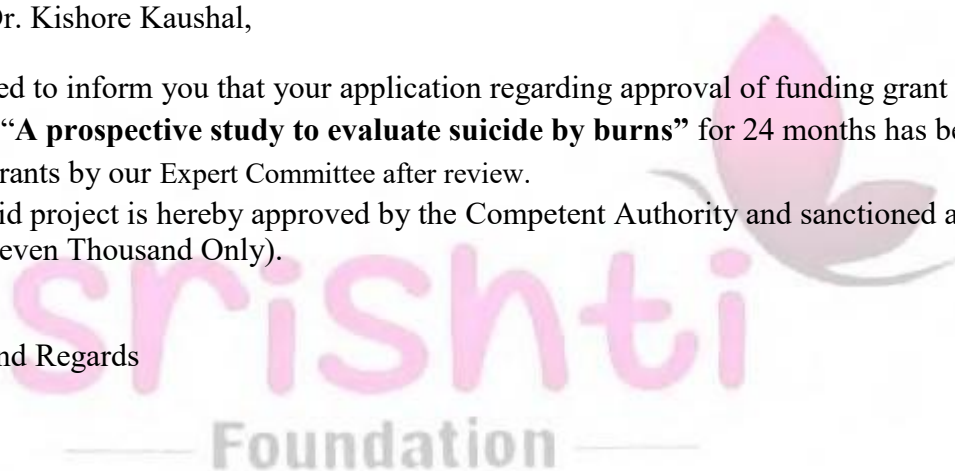 Dr. Kishore Kaushal,
ed to inform you that your application regarding approval of funding grant
“A prospective study to evaluate suicide by burns” for 24 months has be
rants by our Expert Committee after review.
id project is hereby approved by the Competent Authority and sanctioned a
even Thousand Only).
nd Regards
srishti
Foundation